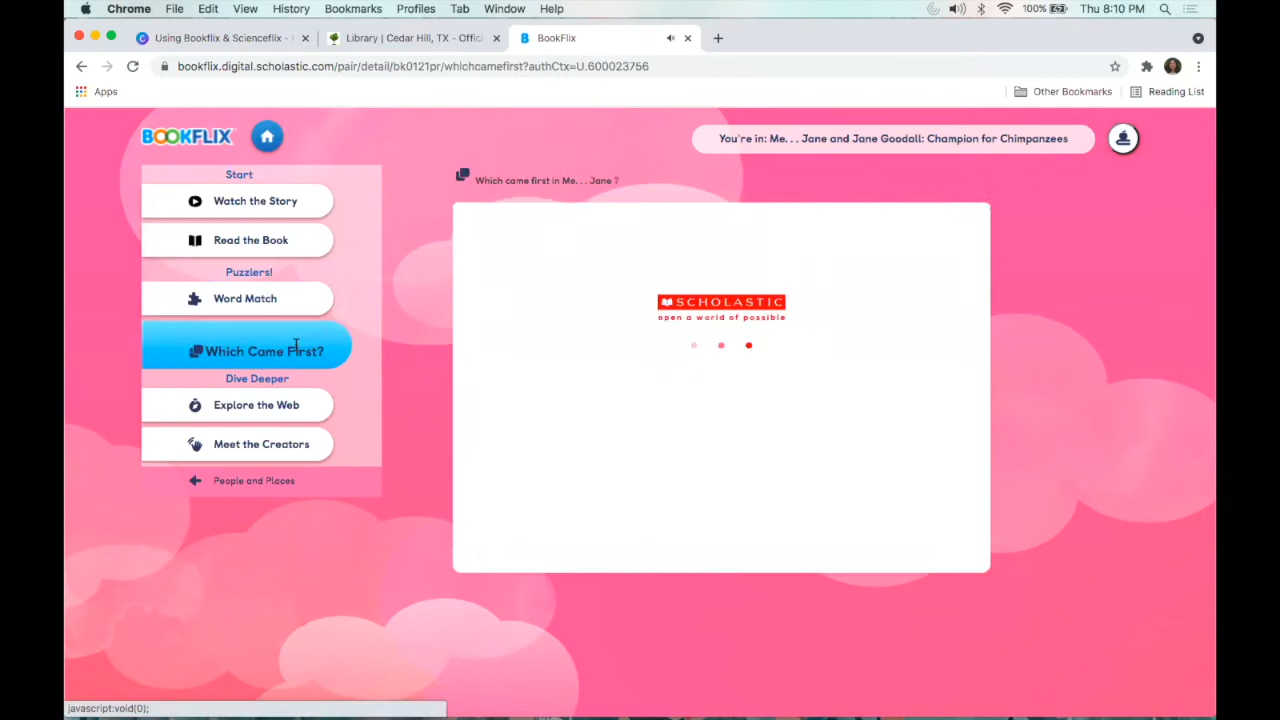 Chrome File Edit View History Bookmarks Profiles Tab Window Help 100% Thu 8:10 PM
Using Bookflix & Scienceflix - Library | Cedar Hill, TX - Offic BookFlix
bookflix.digital.scholastic.com/pair/detail/bk0121pr/whichcamefirst?authCtx=U.600023756
Apps Other Bookmarks Reading List
BOOKFLIX You're in: Me. . . Jane and Jane Goodall: Champion for Chimpanzees
Start
Watch the Story
Read the Book
Puzzlers!
Word Match
Which Came First?
Dive Deeper
Explore the Web
Meet the Creators
People and Places
Which came first in Me. . . Jane ?
SCHOLASTIC
open a world of possible
javascript:void(0);